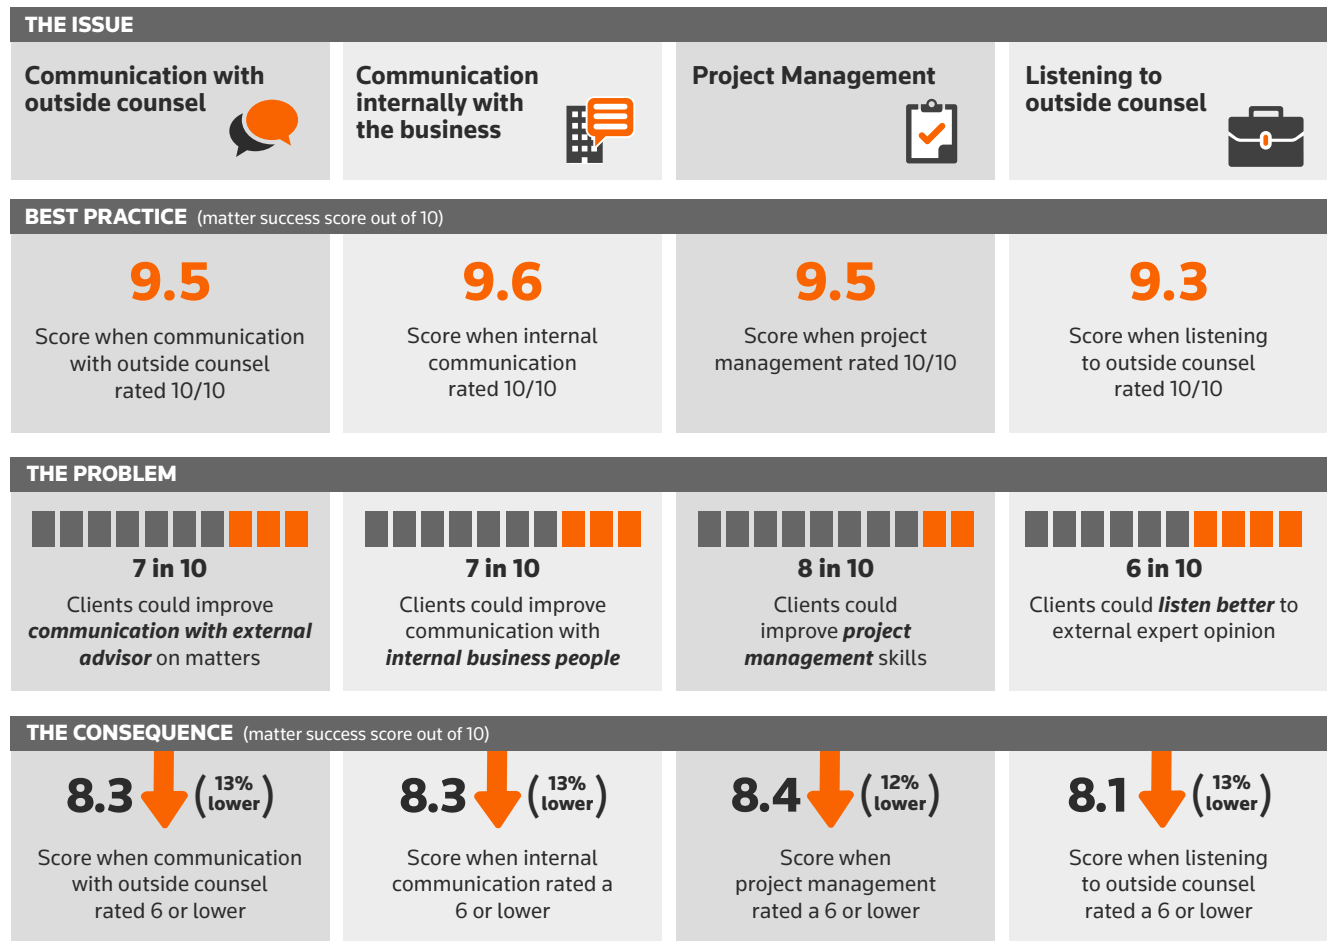 THE ISSUE
Communication with
outside counsel
Communication
internally with
the business
Project Management
Listening to
outside counsel
BEST PRACTICE (matter success score out of 10)
9.5
Score when communication
with outside counsel
rated 10/10
9.6
Score when internal
communication
rated 10/10
9.5
Score when project
management rated 10/10
9.3
Score when listening
to outside counsel
rated 10/10
THE PROBLEM
7 in 10
Clients could improve
communication with external
advisor on matters
7 in 10
Clients could improve
communication with
internal business people
8 in 10
Clients could
improve project
management skills
6 in 10
Clients could listen better to
external expert opinion
THE CONSEQUENCE (matter success score out of 10)
8.3 (13%
lower)
Score when communication
with outside counsel
rated 6 or lower
8.3 (13%
lower)
Score when internal
communication rated a
6 or lower
8.4 (12%
lower)
Score when
project management
rated a 6 or lower
8.1 (13%
lower)
Score when listening
to outside counsel
rated a 6 or lower